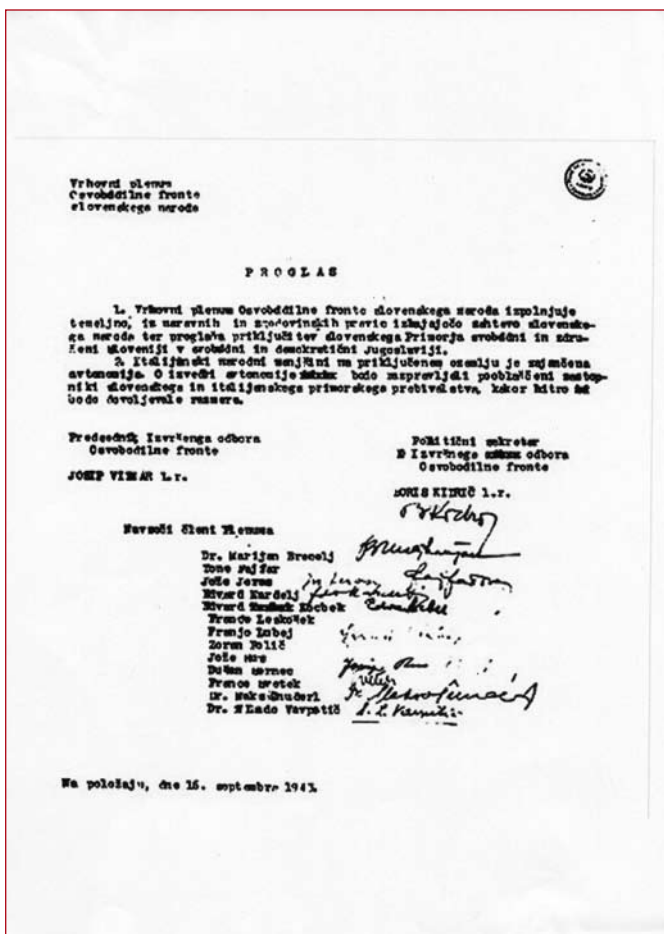 Vrhovni plenum
Osvobodilne fronte
slovenskega naroda
PROGLAS
1. Vrhovni plenum Osvobodilne fronte slovenskega naroda izpolnjuje
temeljno, iz naravnih in zgodovinskih pravic izhajajočo zahtevo slovenske-
ga naroda ter proglaša priključitev slovenskega Primorja svobodni in zdru-
ženi Sloveniji v svobodni in demokratični Jugoslaviji.
2. Italijanski narodni manjšini na priključenem ozemlju je zajamčena
avtonomija. O izvedbi avtonomije bodo razpravljali pooblaščeni zastop-
niki slovenskega in italijanskega primorskega prebivalstva, kakor hitro
bodo dovoljevale razmere.
Predsednik Izvršnega odbora
Osvobodilne fronte
JOSIP VIDMAR l.r.
Politični sekretar
Izvršnega odbora
Osvobodilne fronte
BORIS KIDRIČ l.r.
Navzoči člani Plenuma
Dr. Marijan Brecelj
Tone Fajfar
Jože Jeras
Edvard Kardelj
Edvard Kocbek
Franc Leskošek
Franjo Lubej
Zoran Polič
Jože Rus
Dušan Sernec
France Svetek
Dr. Maks Šnuderl
Dr. Vlado Vavpetič
Na položaju, dne 16. septembra 1943.